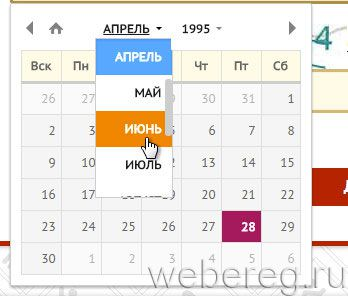 АПРЕЛЬ 1995
АПРЕЛЬ
МАЙ
ИЮНЬ
ИЮЛЬ
Вск Пн Чт Пт Сб
26 27 30 31 1
2 3 6 7 8
9 10 13 14 15
16 17 20 21 22
23 24 25 26 27 28 29
30 1 2 3 4 5 6
4
webereg.ru